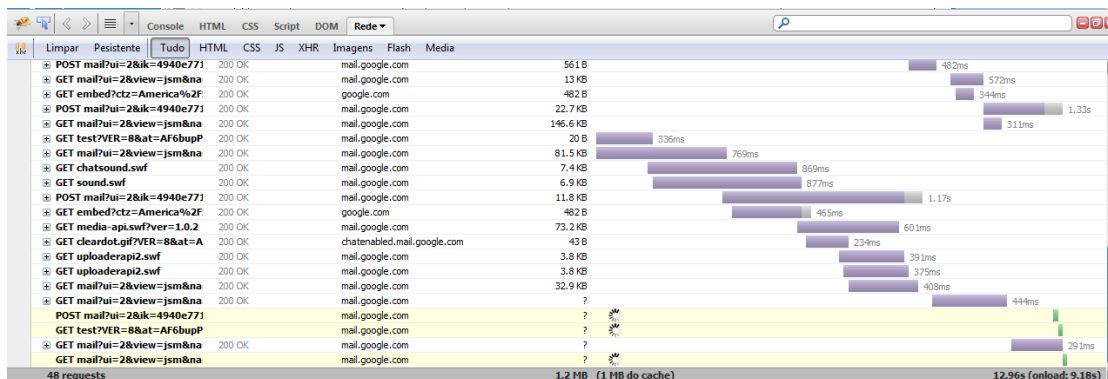 Console HTML CSS Script DOM Rede
Limpar Pesistente Tudo HTML CSS JS XHR Imagens Flash Media
POST mail?ui=2&ik=4940e771 200 OK mail.google.com 561 B 482ms
GET mail?ui=2&view=jsm&na 200 OK mail.google.com 13 KB 572ms
GET embed?ctz=America%2F 200 OK google.com 482 B 344ms
POST mail?ui=2&ik=4940e771 200 OK mail.google.com 22.7 KB 1.33s
GET mail?ui=2&view=jsm&na 200 OK mail.google.com 146.6 KB 311ms
GET test?VER=8&at=AF6bupP 200 OK mail.google.com 20 B 336ms
GET mail?ui=2&view=jsm&na 200 OK mail.google.com 81.5 KB 769ms
GET chatsound.swf 200 OK mail.google.com 7.4 KB 869ms
GET sound.swf 200 OK mail.google.com 6.9 KB 877ms
POST mail?ui=2&ik=4940e771 200 OK mail.google.com 11.8 KB 1.17s
GET embed?ctz=America%2F 200 OK google.com 482 B 465ms
GET media-api.swf?ver=1.0.2 200 OK mail.google.com 73.2 KB 601ms
GET cleardot.gif?VER=8&at=A 200 OK chatenabled.mail.google.com 43 B 234ms
GET uploaderapi2.swf 200 OK mail.google.com 3.8 KB 391ms
GET uploaderapi2.swf 200 OK mail.google.com 3.8 KB 375ms
GET mail?ui=2&view=jsm&na 200 OK mail.google.com 32.9 KB 408ms
GET mail?ui=2&view=jsm&na 200 OK mail.google.com ? 444ms
POST mail?ui=2&ik=4940e771 mail.google.com ?
GET test?VER=8&at=AF6bupP mail.google.com ?
GET mail?ui=2&view=jsm&na 200 OK mail.google.com ? 291ms
GET mail?ui=2&view=jsm&na mail.google.com ?
48 requests 1.2 MB (1 MB do cache) 12.96s (onload: 9.18s)